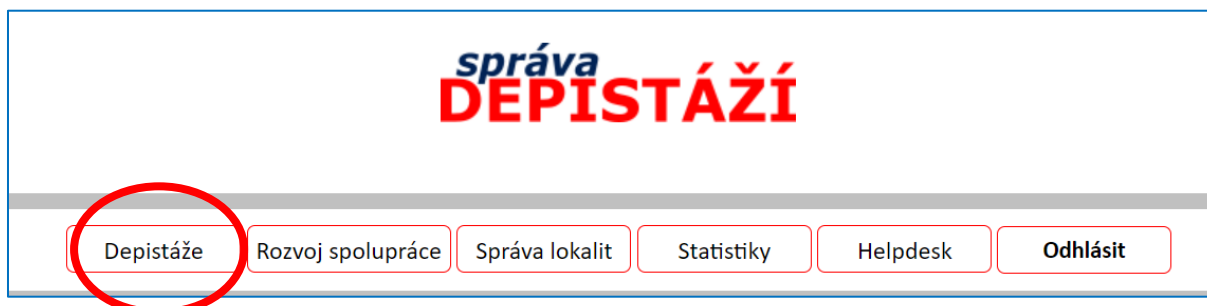 správa
DEPISTÁŽÍ
Depistáže Rozvoj spolupráce Správa lokalit Statistiky Helpdesk Odhlásit